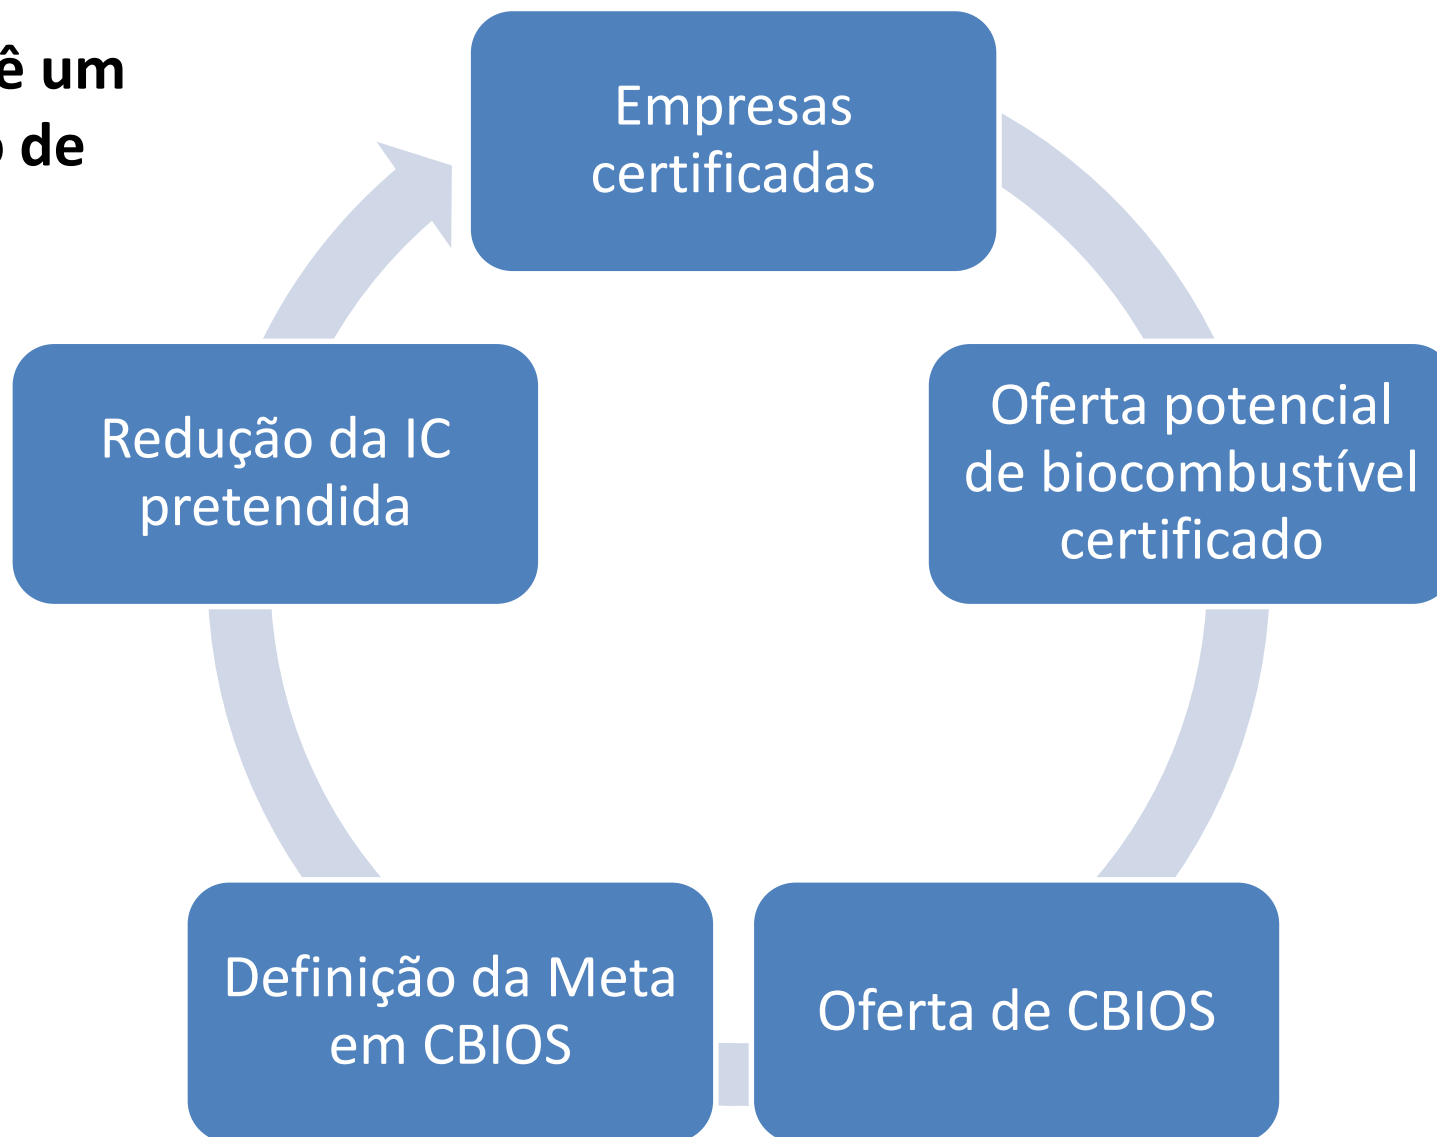 ê um
de
Empresas
certificadas
Oferta potencial
de biocombustível
certificado
Oferta de CBIOS
Definição da Meta
em CBIOS
Redução da IC
pretendida